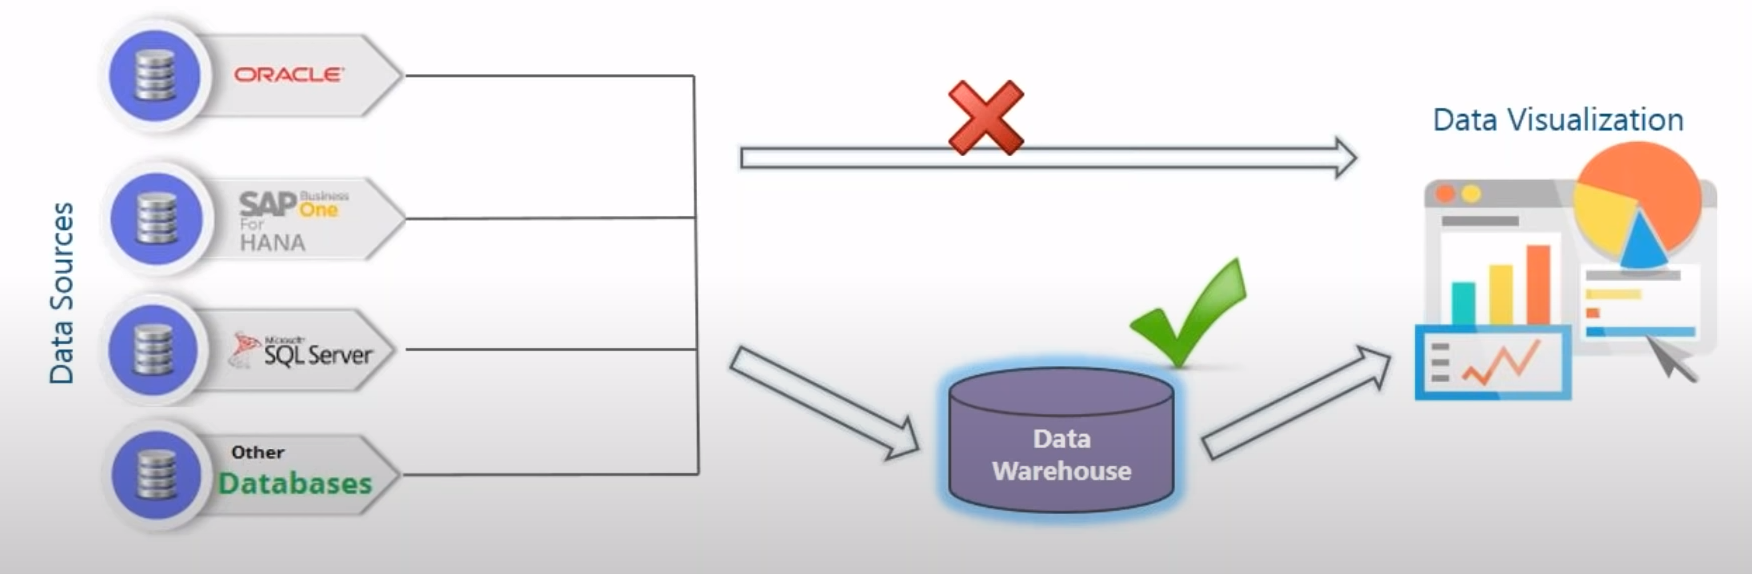 Data Sources
ORACLE
SAP Business
One
For
HANA
Microsoft
SQL Server
Other
Databases
Data
Warehouse
Data Visualization